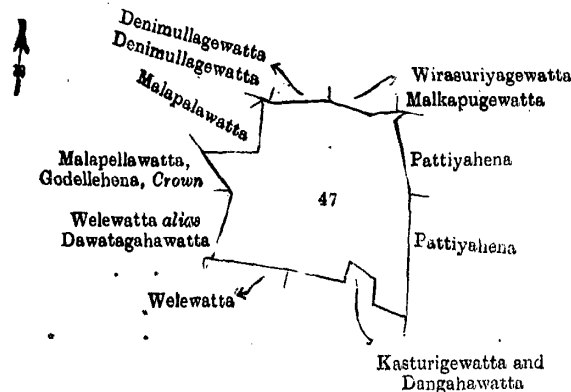 Denimullagewatta
Denimullagewatta
Wirasuriyagewatta
Malkapugewatta
Malapalawatta
Malapellawatta,
Godellehena, Crown
Pattiyahena
47
Welewatta alias
Dawatagahawatta
Pattiyahena
Welewatta
Kasturigewatta and
Dangahawatta